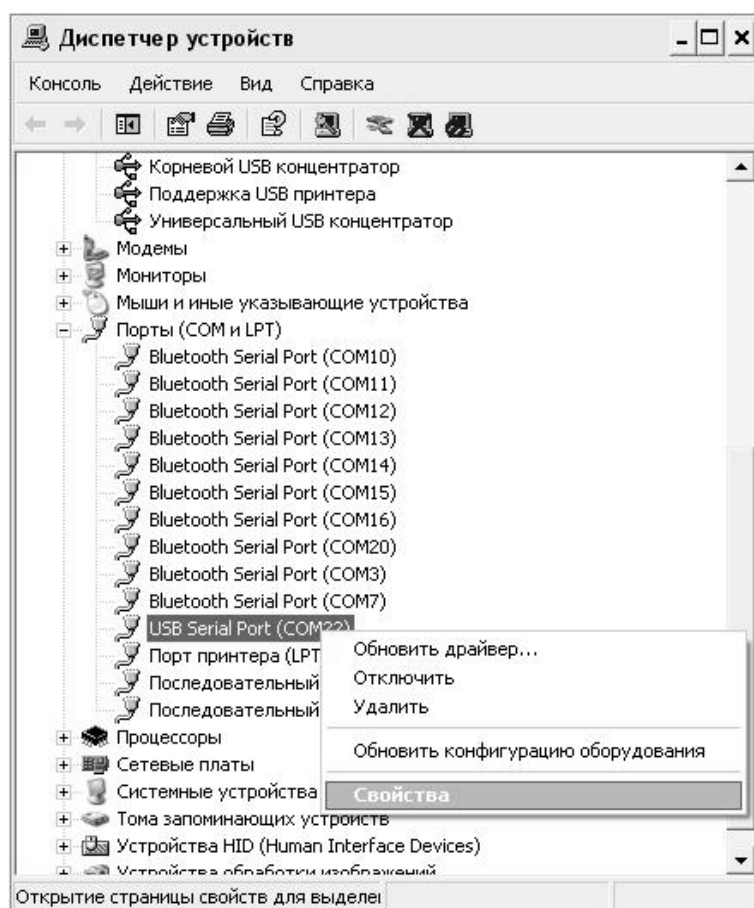 Диспетчер устройств
Консоль Действие Вид Справка
Корневой USB концентратор
Поддержка USB принтера
Универсальный USB концентратор
Модемы
Мониторы
Мыши и иные указывающие устройства
Порты (COM и LPT)
Bluetooth Serial Port (COM10)
Bluetooth Serial Port (COM11)
Bluetooth Serial Port (COM12)
Bluetooth Serial Port (COM13)
Bluetooth Serial Port (COM14)
Bluetooth Serial Port (COM15)
Bluetooth Serial Port (COM16)
Bluetooth Serial Port (COM20)
Bluetooth Serial Port (COM3)
Bluetooth Serial Port (COM7)
USB Serial Port (COM22)
Порт принтера (LPT
Последовательный
Последовательный
Обновить драйвер...
Отключить
Удалить
Обновить конфигурацию оборудования
Свойства
Процессоры
Сетевые платы
Системные устройства
Тома запоминающих устройств
Устройства HID (Human Interface Devices)
Устройства обработки изображений
Открытие страницы свойств для выделе